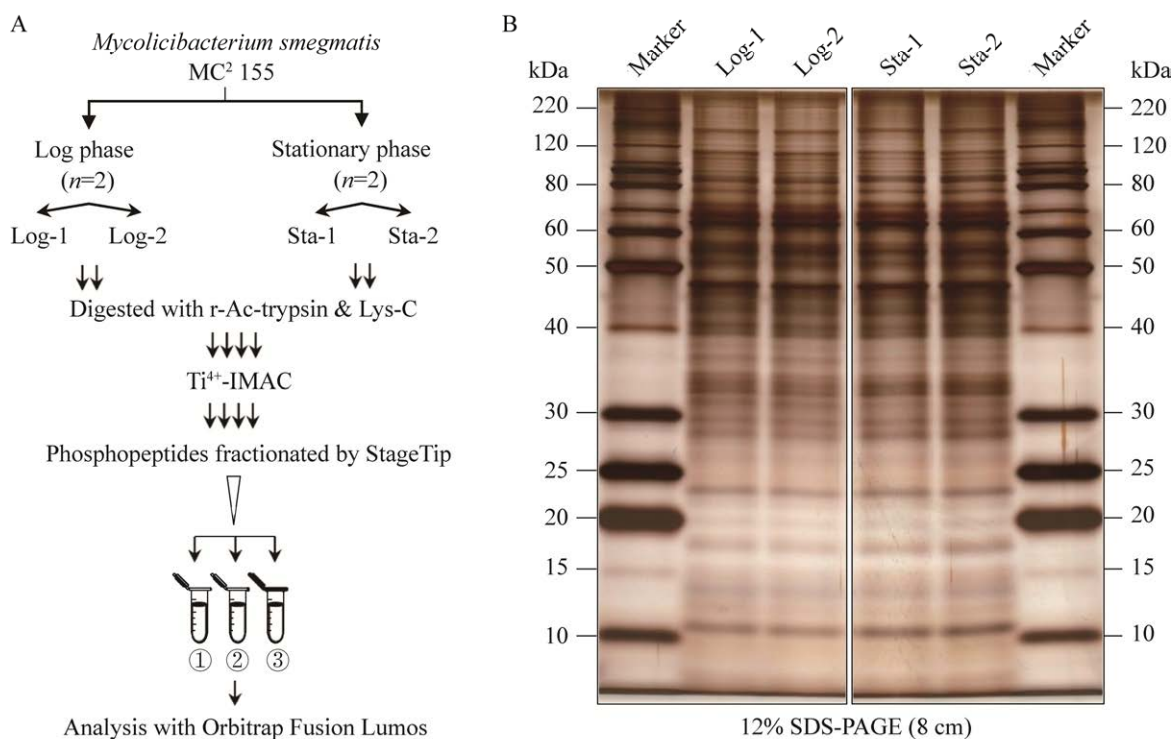 A
Mycolicibacterium smegmatis
MC² 155
Log phase
(n=2)
Stationary phase
(n=2)
Log-1
Log-2
Sta-1
Sta-2
Digested with r-Ac-trypsin & Lys-C
Ti⁴⁺-IMAC
Phosphopeptides fractionated by StageTip
① ② ③
Analysis with Orbitrap Fusion Lumos
B
kDa
Marker
Log-1
Log-2
Sta-1
Sta-2
Marker
kDa
220
120
80
60
50
40
30
25
20
15
10
220
120
80
60
50
40
30
25
20
15
10
12% SDS-PAGE (8 cm)